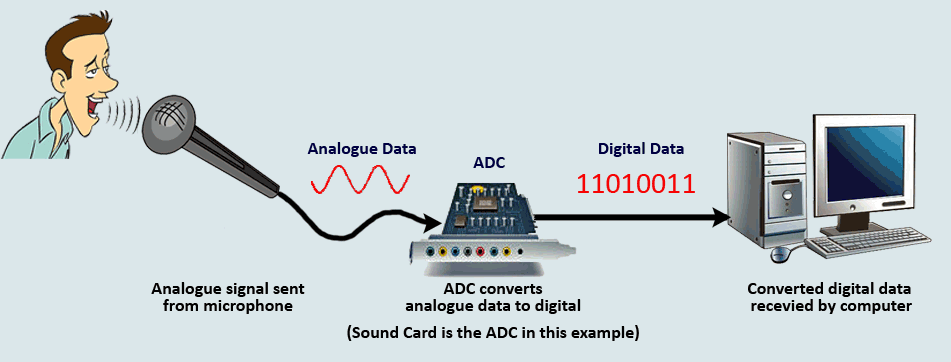 Analogue Data
ADC
Digital Data
11010011
Analogue signal sent
from microphone
ADC converts
analogue data to digital
(Sound Card is the ADC in this example)
Converted digital data
recevied by computer